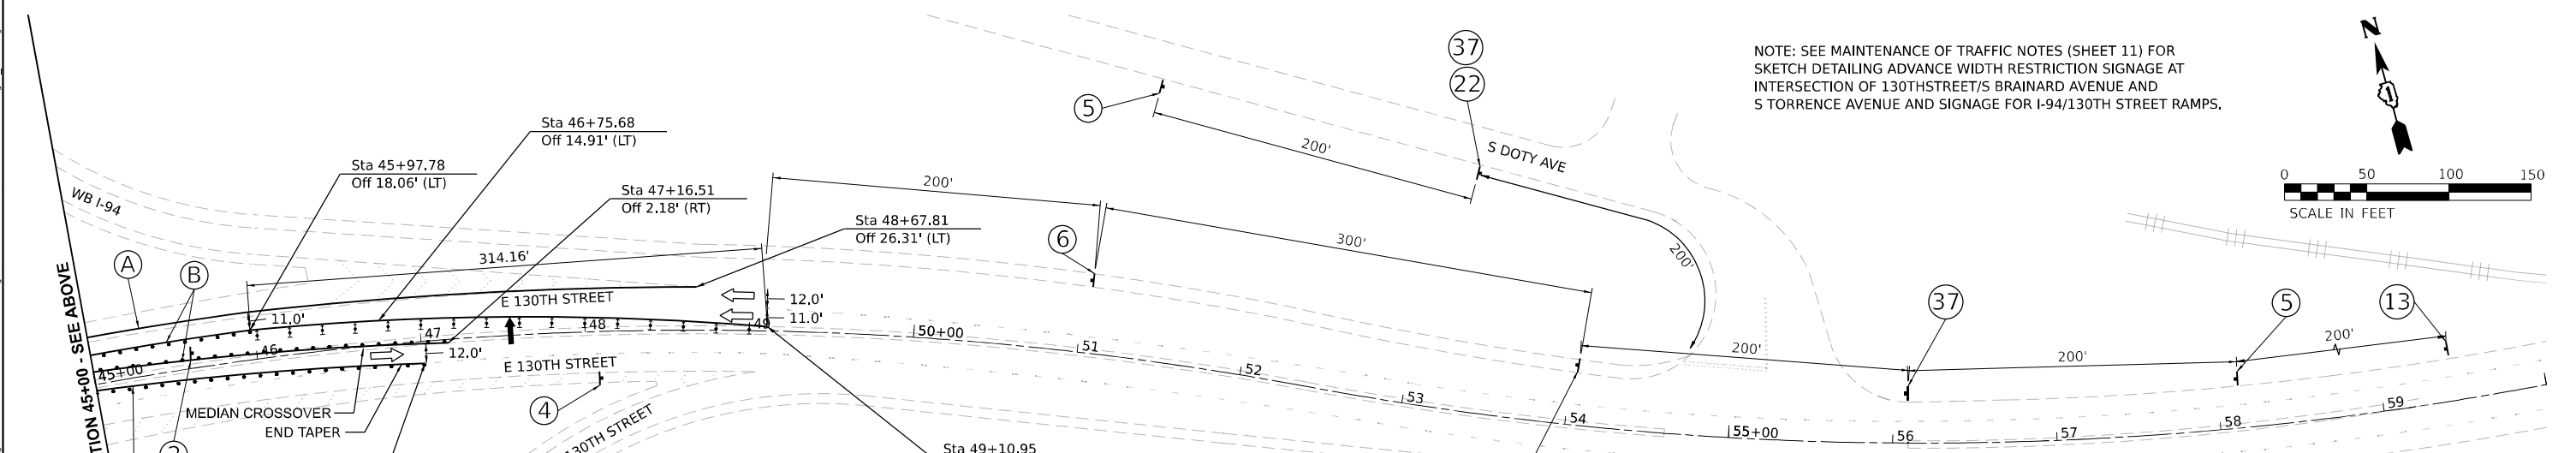 37
22
5
NOTE: SEE MAINTENANCE OF TRAFFIC NOTES (SHEET 11) FOR
SKETCH DETAILING ADVANCE WIDTH RESTRICTION SIGNAGE AT
INTERSECTION OF 130THSTREET/S BRAINARD AVENUE AND
S TORRENCE AVENUE AND SIGNAGE FOR I-94/130TH STREET RAMPS.
N
1
0 50 100 150
SCALE IN FEET
Sta 46+75.68
Off 14.91' (LT)
Sta 45+97.78
Off 18.06' (LT)
Sta 47+16.51
Off 2.18' (RT)
Sta 48+67.81
Off 26.31' (LT)
200'
200'
S DOTY AVE
200'
300'
WB I-94
6
314.16'
A
B
E 130TH STREET
12.0'
11.0'
11.0'
12.0'
E 130TH STREET
45+00
46
47
48
49
50+00
51
52
53
54
55+00
56
57
58
59
37
5
13
200'
200'
200'
MEDIAN CROSSOVER
END TAPER
4
130TH STREET
Sta 49+10.95
TION 45+00 - SEE ABOVE